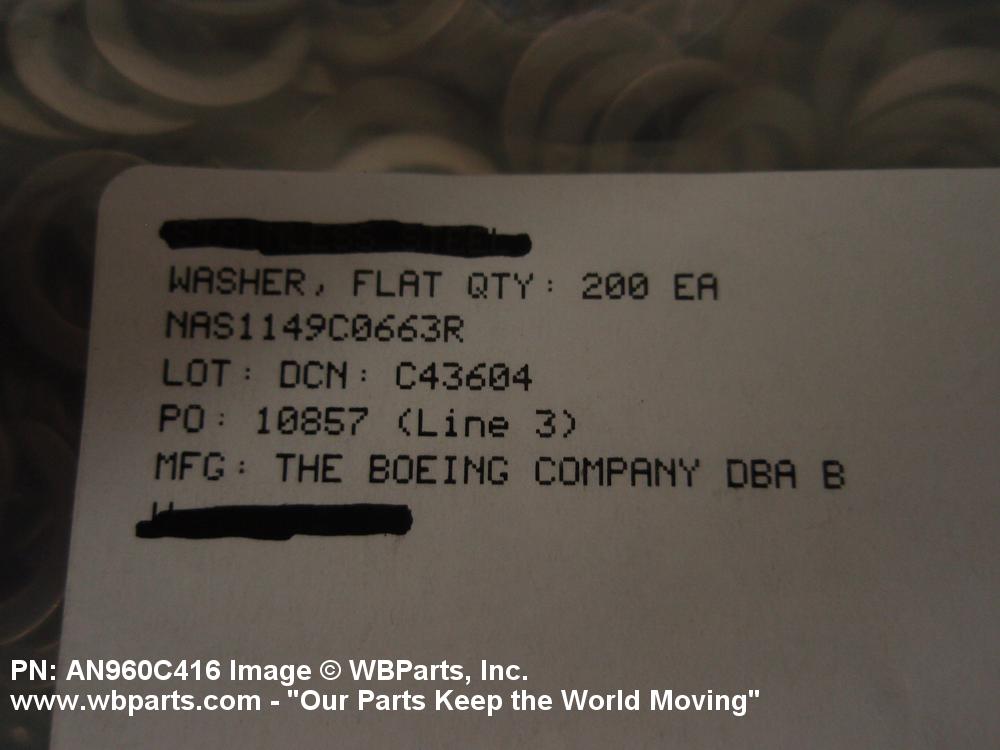 WASHER, FLAT QTY: 200 EA
NAS1149C0663R
LOT: DCN: C43604
PO: 10857 (Line 3)
MFG: THE BOEING COMPANY DBA B
PN: AN960C416 Image © WBParts, Inc.
www.wbparts.com - "Our Parts Keep the World Moving"